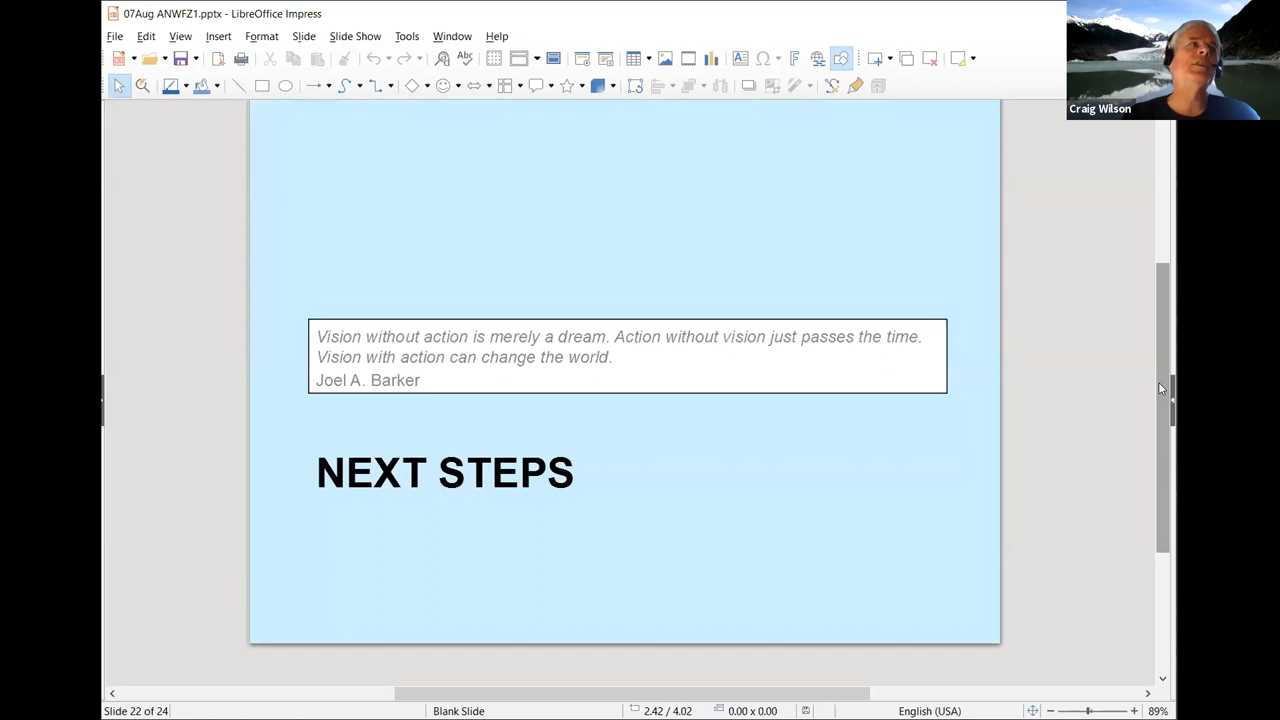 07Aug ANWFZ1.pptx - LibreOffice Impress
File Edit View Insert Format Slide Slide Show Tools Window Help
Craig Wilson
Vision without action is merely a dream. Action without vision just passes the time.
Vision with action can change the world.
Joel A. Barker
NEXT STEPS
Slide 22 of 24 Blank Slide 2.42 / 4.02 0.00 x 0.00 English (USA) 89%